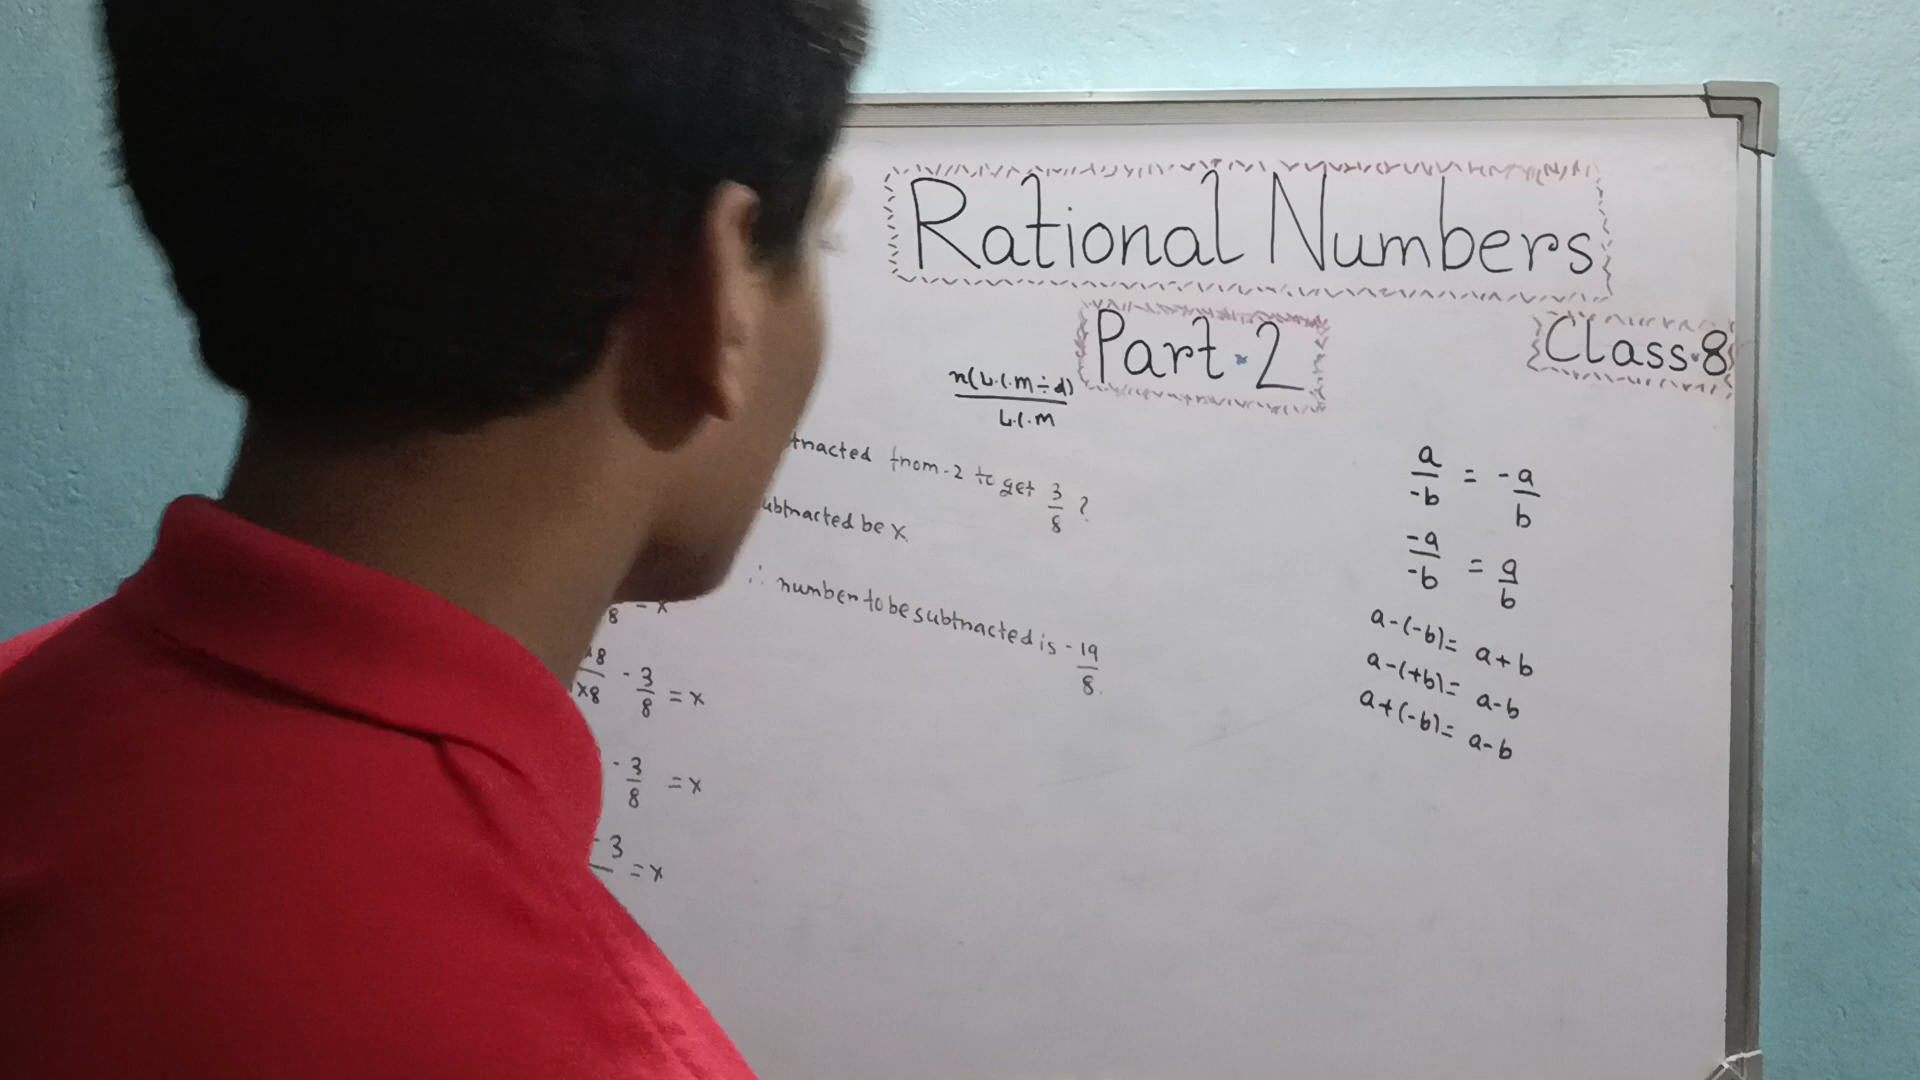 Rational Numbers
Part-2
Class-8
n(L.C.M÷d)/L.C.M
tracted from -2 to get 3/8 ?
ubtracted be x.
∴ number to be subtracted is -19/8.
8 - x
×8 - 3/8 = x
- 3/8 = x
- 3 = x
a/-b = -a/b
-a/-b = a/b
a-(-b)= a+b
a-(+b)= a-b
a+(-b)= a-b